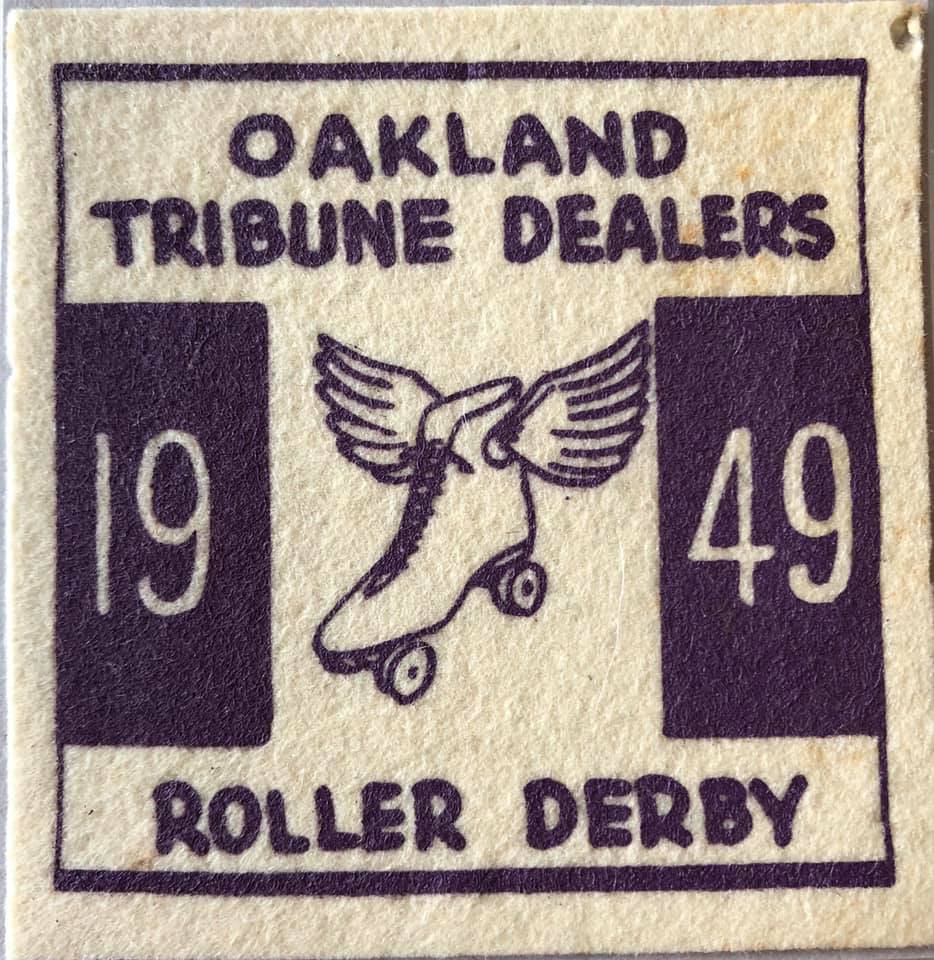 OAKLAND
TRIBUNE DEALERS
19 49
ROLLER DERBY